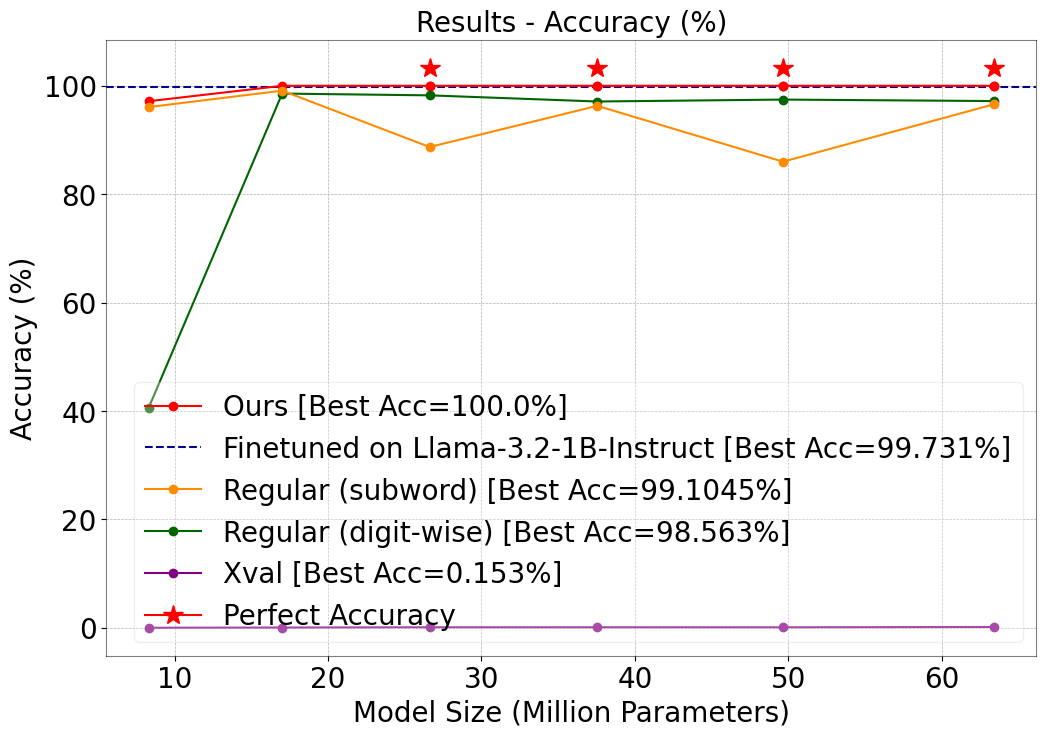 Results - Accuracy (%)
100
80
60
40
20
0
Accuracy (%)
Ours [Best Acc=100.0%]
Finetuned on Llama-3.2-1B-Instruct [Best Acc=99.731%]
Regular (subword) [Best Acc=99.1045%]
Regular (digit-wise) [Best Acc=98.563%]
Xval [Best Acc=0.153%]
Perfect Accuracy
10 20 30 40 50 60
Model Size (Million Parameters)